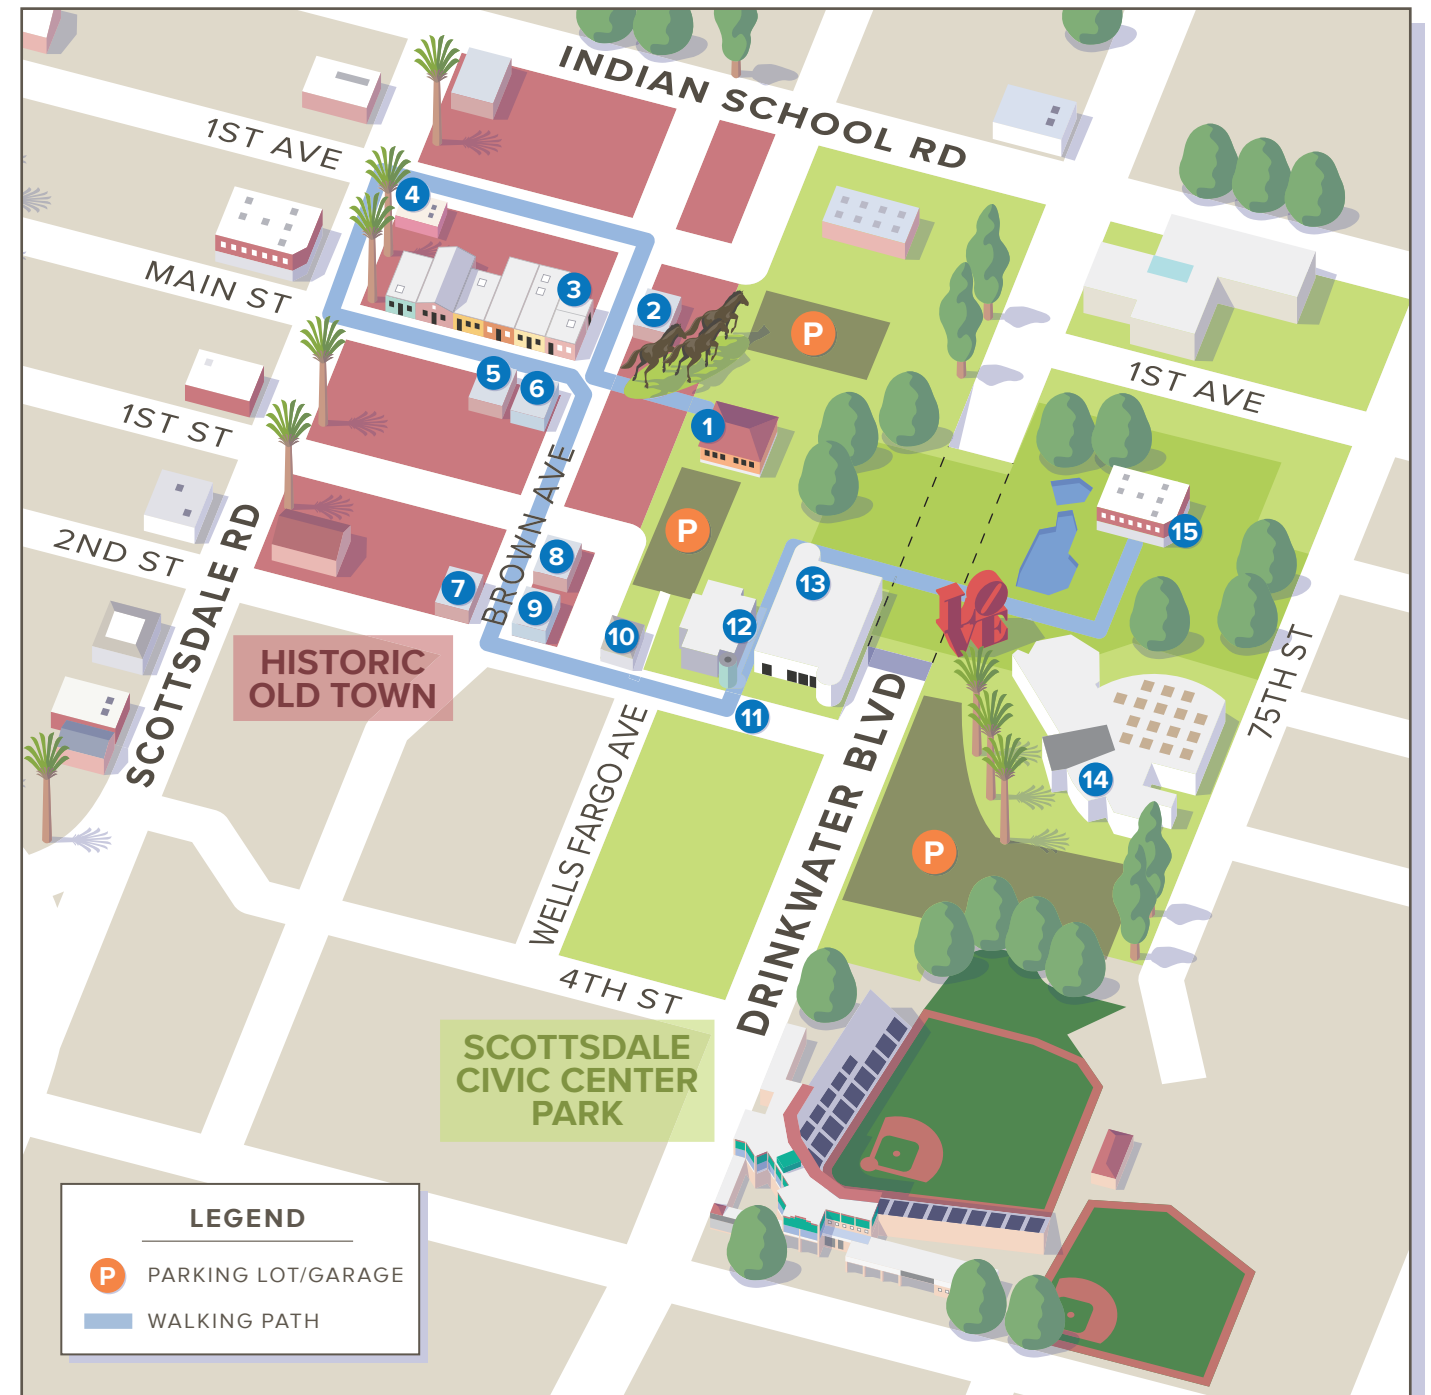 INDIAN SCHOOL RD
1ST AVE
4
MAIN ST
3
2
P
1ST AVE
5
6
1
1ST ST
BROWN AVE
P
15
2ND ST
SCOTTSDALE RD
8
7
9
13
10
12
HISTORIC
OLD TOWN
LOVE
75TH ST
11
WELLS FARGO AVE
DRINKWATER BLVD
14
P
4TH ST
SCOTTSDALE
CIVIC CENTER
PARK
LEGEND
P PARKING LOT/GARAGE
WALKING PATH